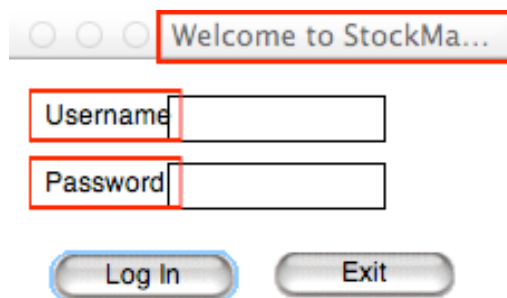 Welcome to StockMa...
Username
Password
Log In
Exit